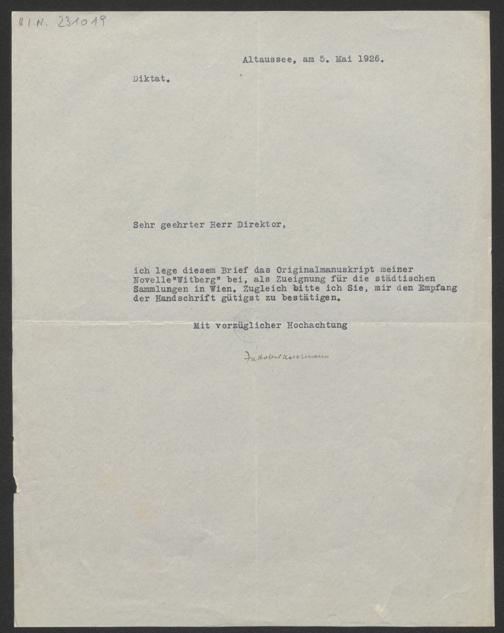 H.I.N. 231019
Altaussee, am 5. Mai 1926.
Diktat.
Sehr geehrter Herr Direktor,
ich lege diesem Brief das Originalmanuskript meiner
Novelle"Witberg" bei, als Zueignung für die städtischen
Sammlungen in Wien. Zugleich bitte ich Sie, mir den Empfang
der Handschrift gütigst zu bestätigen.
Mit vorzüglicher Hochachtung
JakobWassermann